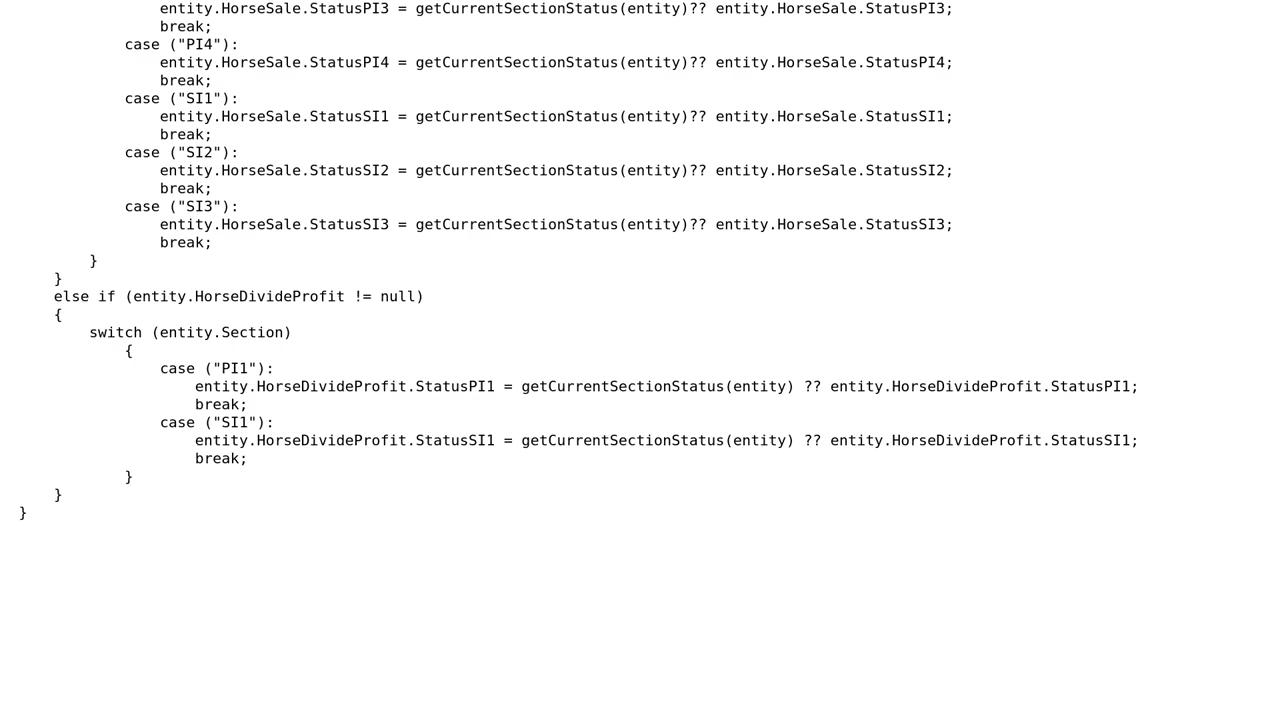 entity.HorseSale.StatusPI3 = getCurrentSectionStatus(entity)?? entity.HorseSale.StatusPI3;
break;
case ("PI4"):
entity.HorseSale.StatusPI4 = getCurrentSectionStatus(entity)?? entity.HorseSale.StatusPI4;
break;
case ("SI1"):
entity.HorseSale.StatusSI1 = getCurrentSectionStatus(entity)?? entity.HorseSale.StatusSI1;
break;
case ("SI2"):
entity.HorseSale.StatusSI2 = getCurrentSectionStatus(entity)?? entity.HorseSale.StatusSI2;
break;
case ("SI3"):
entity.HorseSale.StatusSI3 = getCurrentSectionStatus(entity)?? entity.HorseSale.StatusSI3;
break;
}
}
else if (entity.HorseDivideProfit != null)
{
switch (entity.Section)
{
case ("PI1"):
entity.HorseDivideProfit.StatusPI1 = getCurrentSectionStatus(entity) ?? entity.HorseDivideProfit.StatusPI1;
break;
case ("SI1"):
entity.HorseDivideProfit.StatusSI1 = getCurrentSectionStatus(entity) ?? entity.HorseDivideProfit.StatusSI1;
break;
}
}
}